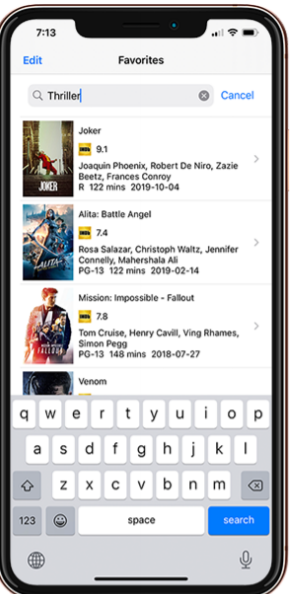 7:13
Edit Favorites
Thriller Cancel
Joker
IMDb 9.1
Joaquin Phoenix, Robert De Niro, Zazie
Beetz, Frances Conroy
R 122 mins 2019-10-04
JOKER
Alita: Battle Angel
IMDb 7.4
Rosa Salazar, Christoph Waltz, Jennifer
Connelly, Mahershala Ali
PG-13 122 mins 2019-02-14
ALITA
Mission: Impossible - Fallout
IMDb 7.8
Tom Cruise, Henry Cavill, Ving Rhames,
Simon Pegg
PG-13 148 mins 2018-07-27
FALLOUT
Venom
q w e r t y u i o p
a s d f g h j k l
z x c v b n m
123 space search